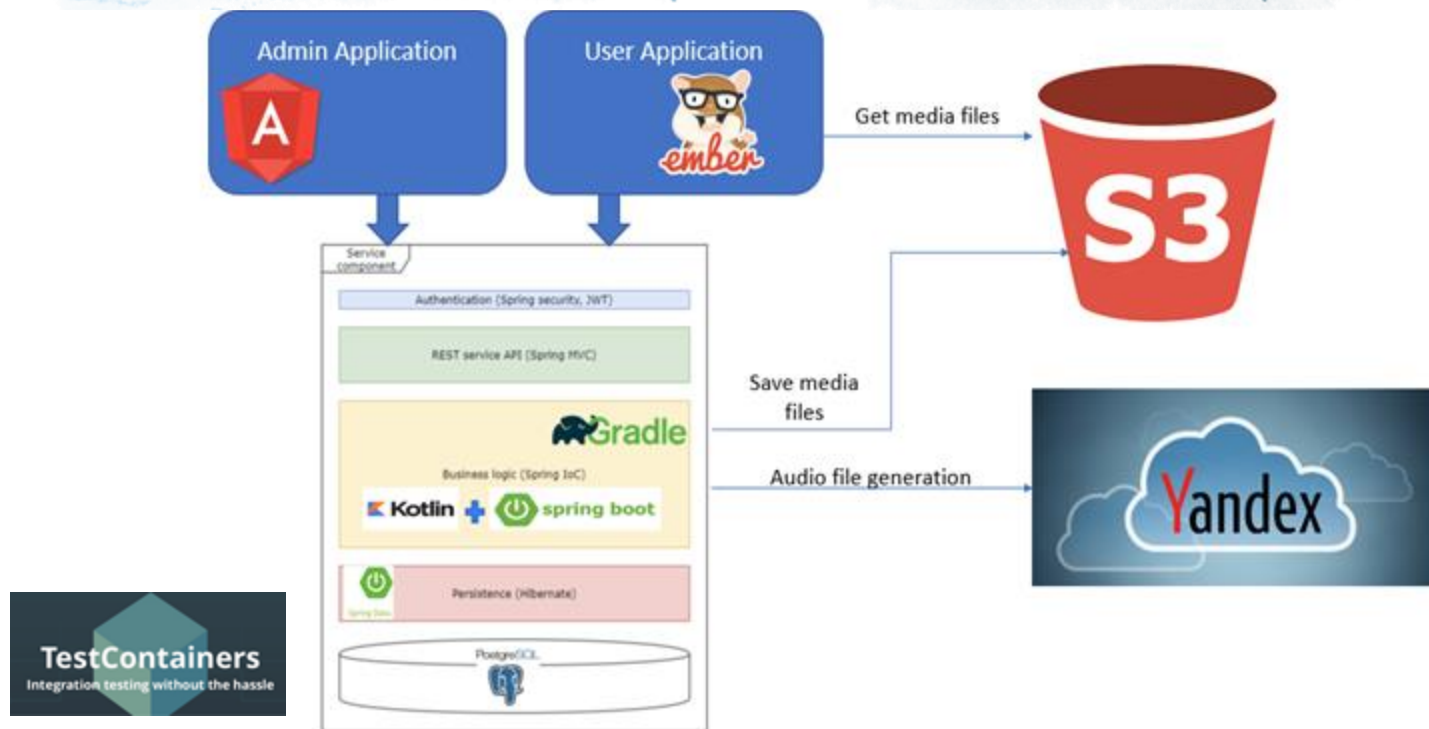 Admin Application
User Application
A
ember
Get media files
S3
Service
component
Authentication (Spring security, JWT)
REST service API (Spring MVC)
Save media
files
Gradle
Business logic (Spring IoC)
Audio file generation
Kotlin
spring boot
Yandex
Persistence (Hibernate)
Spring Data
PostgreSQL
TestContainers
Integration testing without the hassle